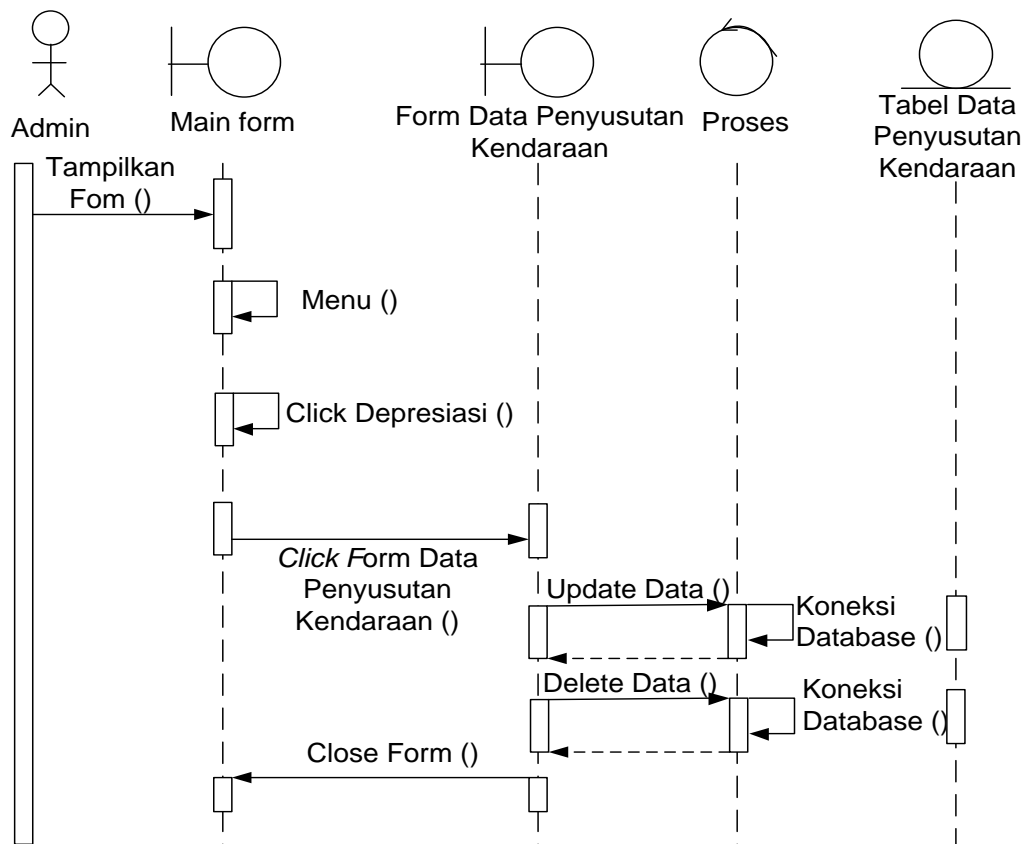 Admin
Main form
Form Data Penyusutan
Kendaraan
Proses
Tabel Data
Penyusutan
Kendaraan
Tampilkan
Fom ()
Menu ()
Click Depresiasi ()
Click Form Data
Penyusutan
Kendaraan ()
Update Data ()
Koneksi
Database ()
Delete Data ()
Koneksi
Database ()
Close Form ()